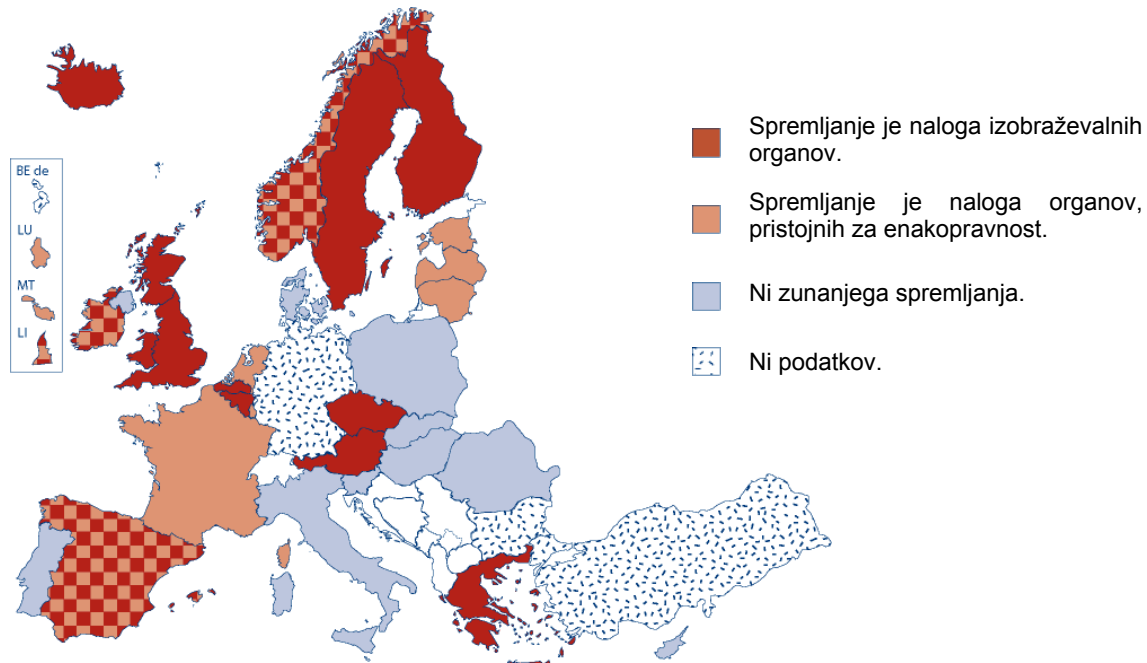 BE de
LU
MT
LI
Spremljanje je naloga izobraževalnih
organov.
Spremljanje je naloga organov,
pristojnih za enakopravnost.
Ni zunanjega spremljanja.
Ni podatkov.